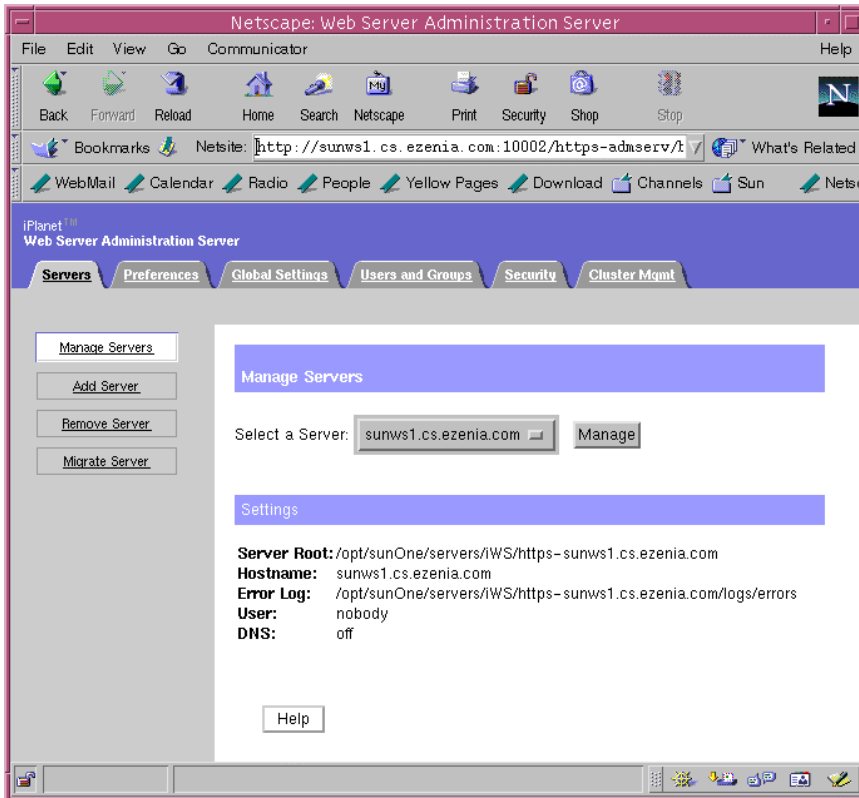 Netscape: Web Server Administration Server
File Edit View Go Communicator Help
Back Forward Reload Home Search Netscape Print Security Shop Stop
My
N
Bookmarks Netsite: http://sunws1.cs.ezenia.com:10002/https-admserv/b What's Related
WebMail Calendar Radio People Yellow Pages Download Channels Sun Netsc
iPlanet™
Web Server Administration Server
Servers Preferences Global Settings Users and Groups Security Cluster Mgmt
Manage Servers
Add Server
Remove Server
Migrate Server
Manage Servers
Select a Server: sunws1.cs.ezenia.com Manage
Settings
Server Root: /opt/sunOne/servers/iWS/https-sunws1.cs.ezenia.com
Hostname: sunws1.cs.ezenia.com
Error Log: /opt/sunOne/servers/iWS/https-sunws1.cs.ezenia.com/logs/errors
User: nobody
DNS: off
Help